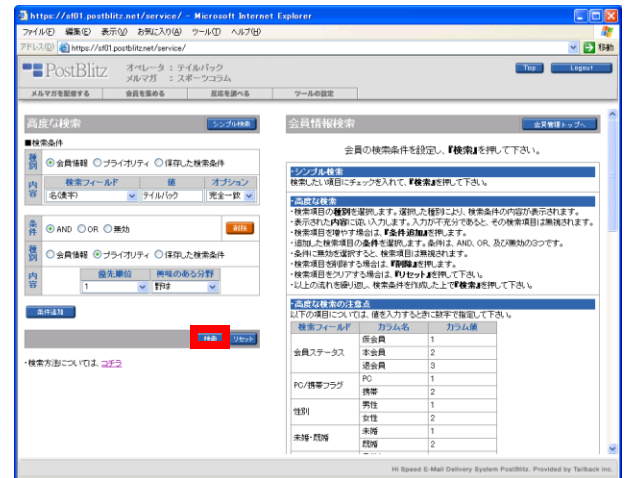 https://sf01.postblitz.net/service/ - Microsoft Internet Explorer
ファイル(F) 編集(E) 表示(V) お気に入り(A) ツール(T) ヘルプ(H)
アドレス(D) https://sf01.postblitz.net/service/ 移動
PostBlitz オペレータ : テイルバック
メルマガ : スポーツコラム
Top Logout
メルマガを配信する 会員を集める 反応を調べる ツールの設定
高度な検索 シンプル検索
■検索条件
種別 会員情報 プライオリティ 保存した検索条件
内容 検索フィールド 値 オプション
名(漢字) テイルバック 完全一致
条件 AND OR 無効 削除
種別 会員情報 プライオリティ 保存した検索条件
内容 優先順位 興味のある分野
1 野球
条件追加
検索 リセット
・検索方法については、コチラ
会員情報検索 会員管理トップへ
会員の検索条件を設定し、『検索』を押して下さい。
・シンプル検索
検索したい項目にチェックを入れて、『検索』を押して下さい。
・高度な検索
・検索項目の種別を選択します。選択した種別により、検索条件の内容が表示されます。
・表示された内容に従い入力します。入力が不充分であると、その検索項目は無視されます。
・検索項目を増やす場合は、『条件追加』を押します。
・追加した検索項目の条件を選択します。条件は、AND、OR、及び無効の3つです。
・条件に無効を選択すると、検索項目は無視されます。
・検索項目を削除する場合は、『削除』を押します。
・検索項目をクリアする場合は、『リセット』を押して下さい。
・以上の流れを繰り返し、検索条件を作成した上で『検索』を押して下さい。
・高度な検索の注意点
以下の項目については、値を入力するときに数字で指定して下さい。
検索フィールド カラム名 カラム値
会員ステータス 仮会員 1
本会員 2
退会員 3
PC/携帯フラグ PC 1
携帯 2
性別 男性 1
女性 2
未婚・既婚 未婚 1
既婚 2
Hi Speed E-Mail Delivery System PostBlitz. Provided by Tailback Inc.